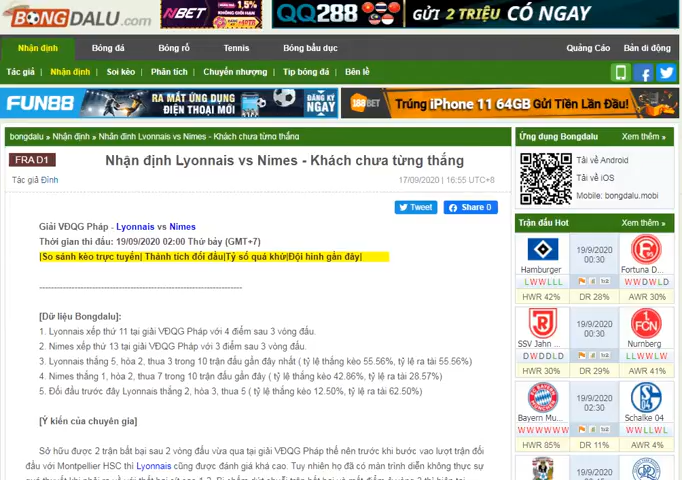 BONGDALU.com
NBET
1,5%
QQ288
GỬI 2 TRIỆU CÓ NGAY
Nhận định
Bóng đá
Bóng rổ
Tennis
Bóng bầu dục
Quảng Cáo
Bản di động
Tác giả | Nhận định | Soi kèo | Phân tích | Chuyển nhượng | Tip bóng đá | Bên lề
FUN88
RA MẮT ỨNG DỤNG
ĐIỆN THOẠI MỚI
ĐĂNG KÝ
NGAY
188BET
Trúng iPhone 11 64GB Gửi Tiền Lần Đầu
bongdalu » Nhận định » Nhận định Lyonnais vs Nimes - Khách chưa từng thắng
FRA D1
Nhận định Lyonnais vs Nimes - Khách chưa từng thắng
Tác giả Đình
17/09/2020 | 16:55 UTC+8
Tweet
Share 0
Giải VĐQG Pháp - Lyonnais vs Nimes
Thời gian thi đấu: 19/09/2020 02:00 Thứ bảy (GMT+7)
|So sánh kèo trực tuyến| Thành tích đối đầu|Tỷ số quá khứ|Đội hình gần đây|
------------------------------------------------------------
[Dữ liệu Bongdalu]:
1. Lyonnais xếp thứ 11 tại giải VĐQG Pháp với 4 điểm sau 3 vòng đấu.
2. Nimes xếp thứ 13 tại giải VĐQG Pháp với 3 điểm sau 3 vòng đấu.
3. Lyonnais thắng 5, hòa 2, thua 3 trong 10 trận đấu gần đây nhất ( tỷ lệ thắng kèo 55.56%, tỷ lệ ra tài 55.56%)
4. Nimes thắng 1, hòa 2, thua 7 trong 10 trận đấu gần đây ( tỷ lệ thắng kèo 42.86%, tỷ lệ ra tài 28.57%)
5. Đối đầu trước đây Lyonnais thắng 2, hòa 3, thua 5 ( tỷ lệ thắng kèo 12.50%, tỷ lệ ra tài 62.50%)
[Ý kiến của chuyên gia]
Sở hữu được 2 trận bất bại sau 2 vòng đấu vừa qua tại giải VĐQG Pháp thế nên trước khi bước vào lượt trận đối
đầu với Montpellier HSC thì Lyonnais cũng được đánh giá khá cao. Tuy nhiên họ đã có màn trình diễn không thực sự
Ứng dụng Bongdalu
Xem thêm »
Tải về Android
Tải về iOS
Mobile: bongdalu.mobi
Trận đấu Hot
Xem thêm »
19/9/2020
00:30
Hamburger
Fortuna D...
LWWLLL
WWDWLD
HWR 42%
DR 28%
AWR 30%
19/9/2020
00:30
SSV Jahn ...
Nurnberg
DWDDLD
LLWWLW
HWR 30%
DR 29%
AWR 41%
19/9/2020
02:30
Bayern Mu...
Schalke 04
WWWWWW
HWR 85%
DR 11%
AWR 4%
19/9/2020